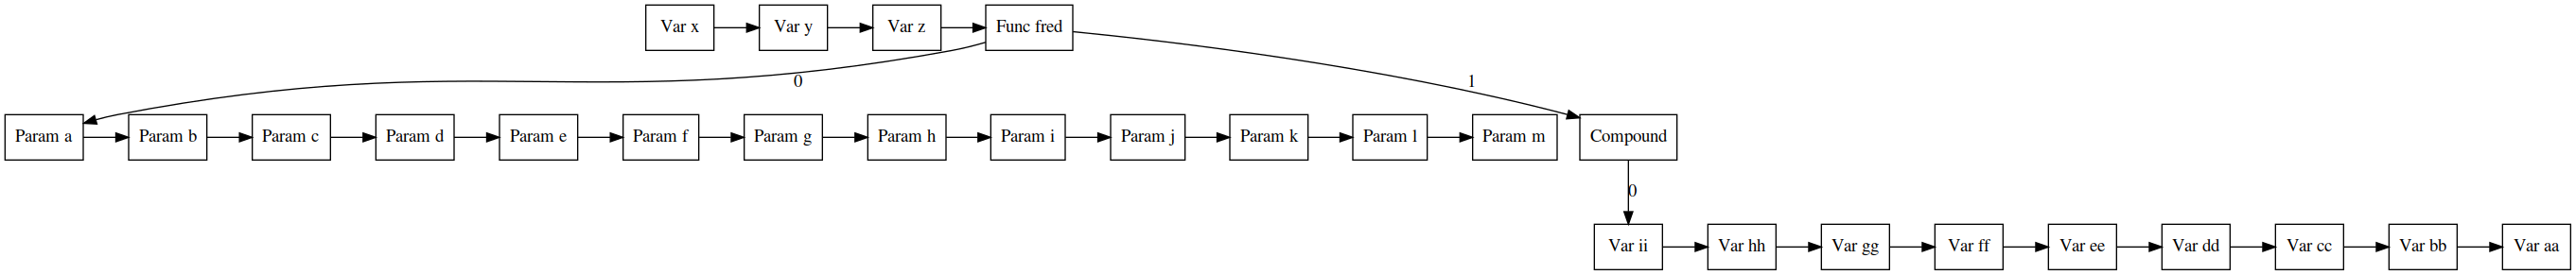 Var x Var y Var z Func fred
0 1
Param a Param b Param c Param d Param e Param f Param g Param h Param i Param j Param k Param l Param m Compound
0
Var ii Var hh Var gg Var ff Var ee Var dd Var cc Var bb Var aa